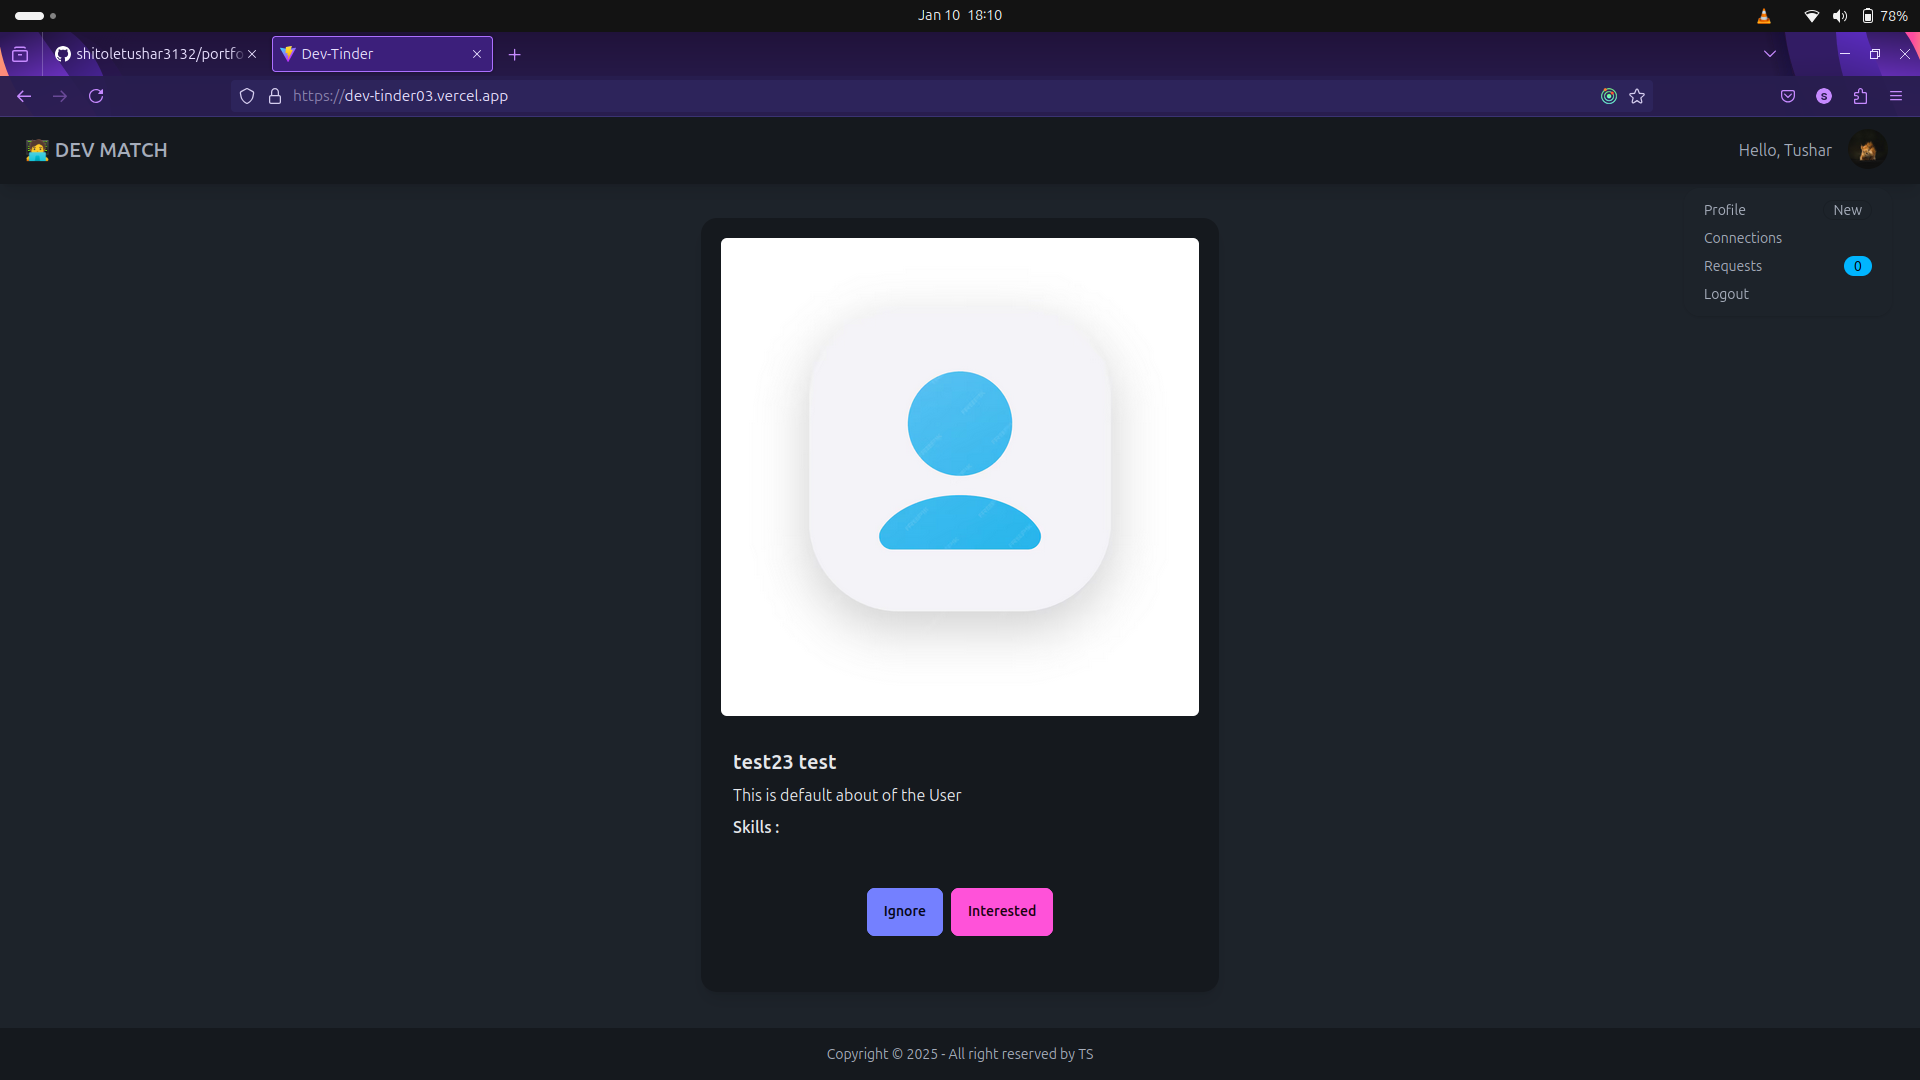 Jan 10 18:10
78%
shitoletushar3132/portfo
Dev-Tinder
https://dev-tinder03.vercel.app
S
DEV MATCH
Hello, Tushar
Profile New
Connections
Requests 0
Logout
test23 test
This is default about of the User
Skills :
Ignore Interested
Copyright © 2025 - All right reserved by TS